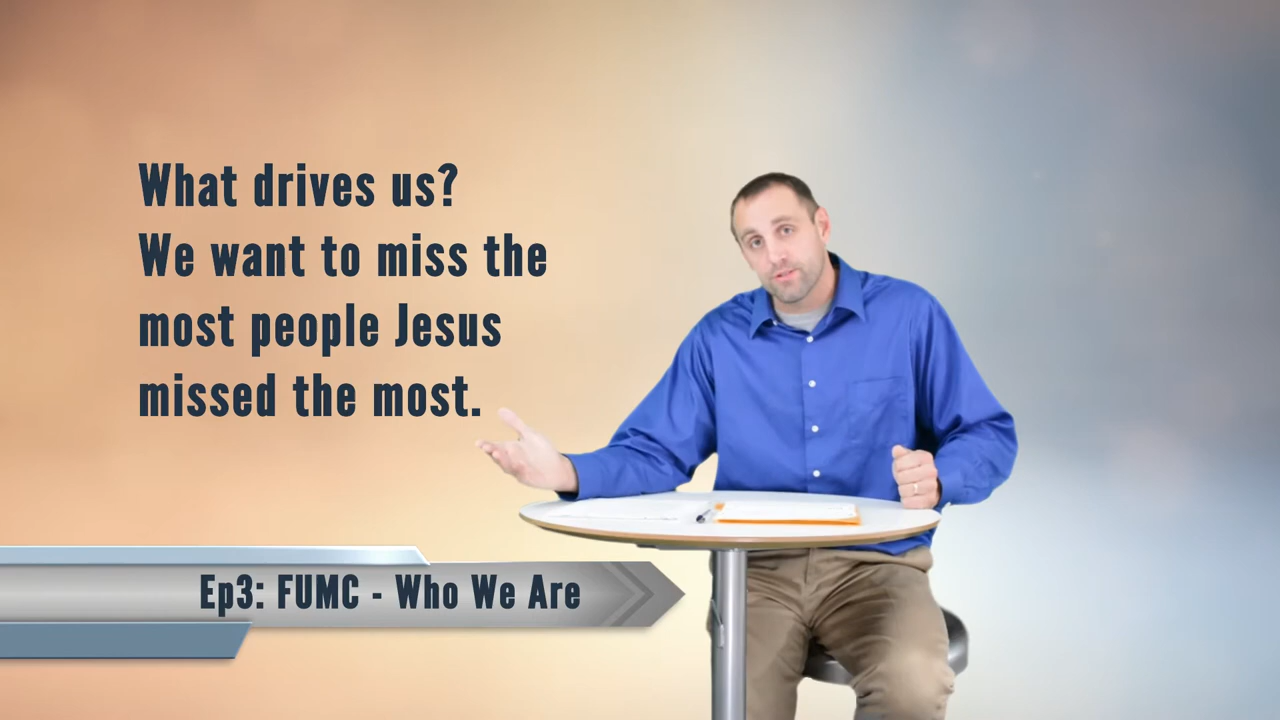 What drives us?
We want to miss the
most people Jesus
missed the most.
Ep3: FUMC - Who We Are